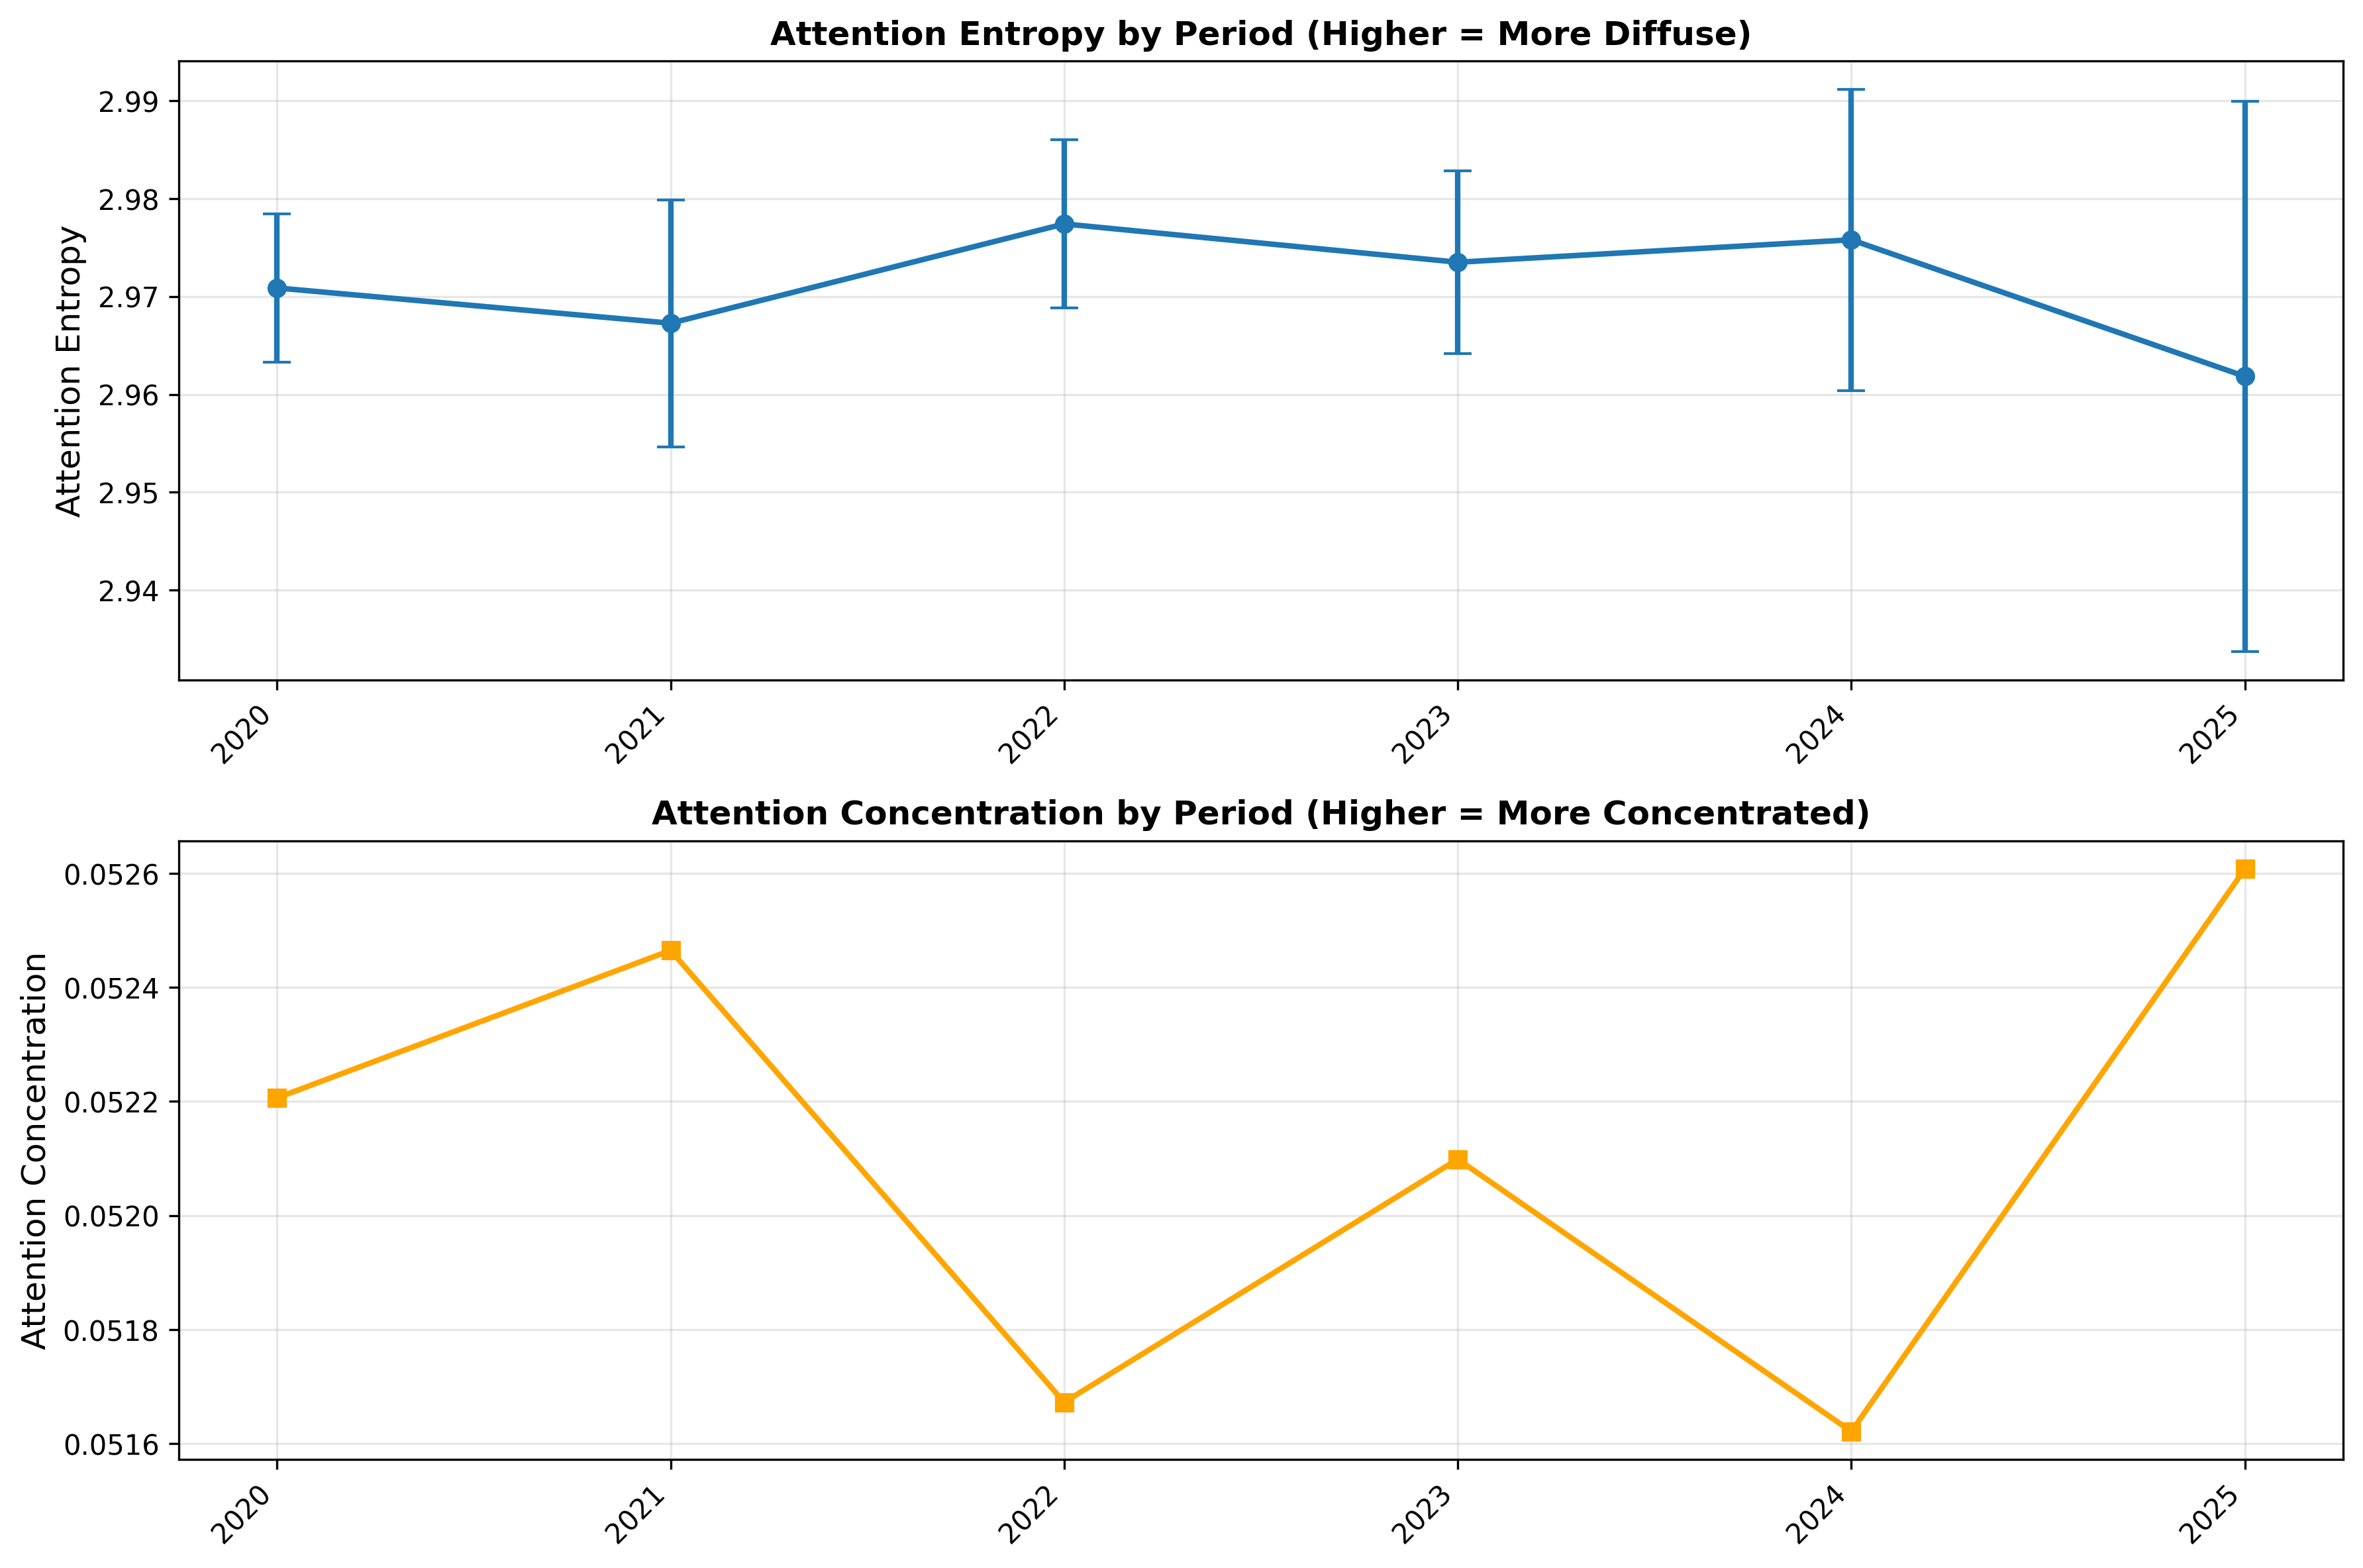 Attention Entropy by Period (Higher = More Diffuse)
Attention Entropy
2.99
2.98
2.97
2.96
2.95
2.94
2020 2021 2022 2023 2024 2025
Attention Concentration by Period (Higher = More Concentrated)
Attention Concentration
0.0526
0.0524
0.0522
0.0520
0.0518
0.0516
2020 2021 2022 2023 2024 2025